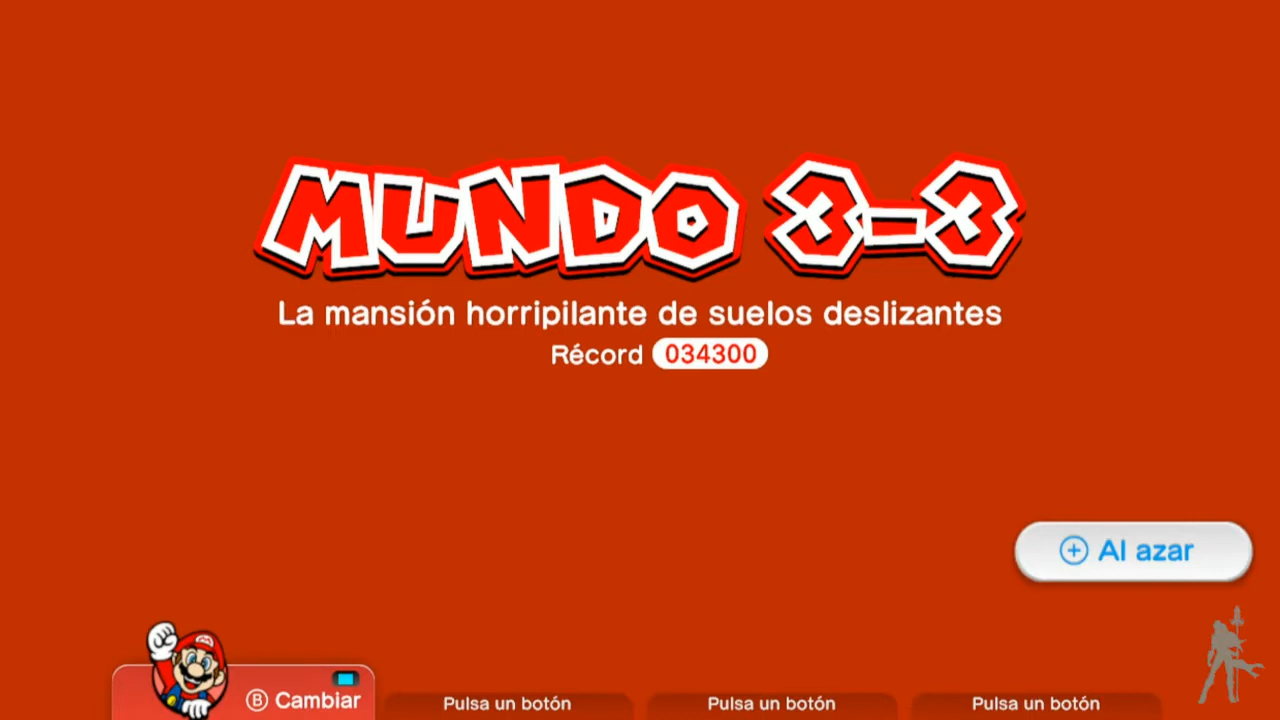 MUNDO 3-3
La mansión horripilante de suelos deslizantes
Récord 034300
+ Al azar
B Cambiar
Pulsa un botón
Pulsa un botón
Pulsa un botón